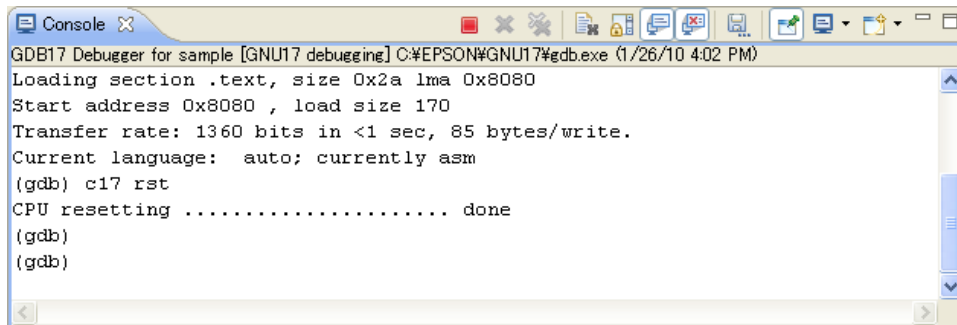 Console
GDB17 Debugger for sample [GNU17 debugging] C:¥EPSON¥GNU17¥gdb.exe (1/26/10 4:02 PM)
Loading section .text, size 0x2a lma 0x8080
Start address 0x8080 , load size 170
Transfer rate: 1360 bits in <1 sec, 85 bytes/write.
Current language:  auto; currently asm
(gdb) c17 rst
CPU resetting ...................... done
(gdb)
(gdb)